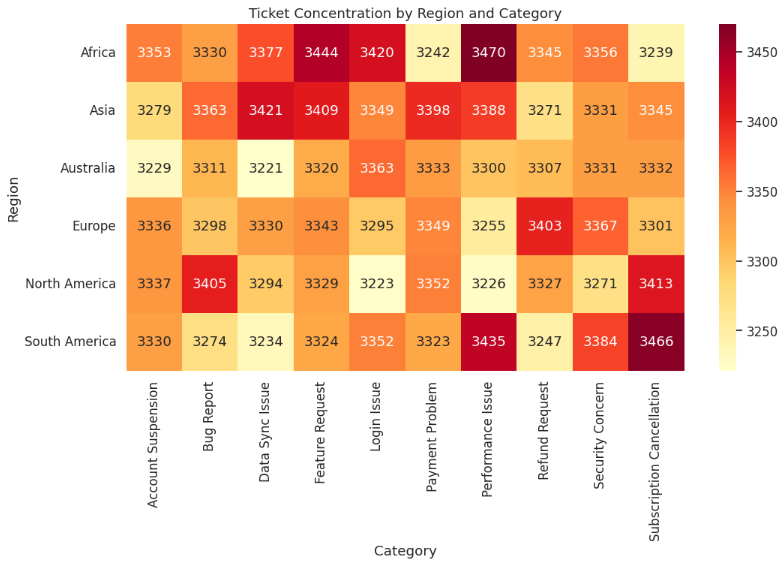 Ticket Concentration by Region and Category
Region
Africa 3353 3330 3377 3444 3420 3242 3470 3345 3356 3239
Asia 3279 3363 3421 3409 3349 3398 3388 3271 3331 3345
Australia 3229 3311 3221 3320 3363 3333 3300 3307 3331 3332
Europe 3336 3298 3330 3343 3295 3349 3255 3403 3367 3301
North America 3337 3405 3294 3329 3223 3352 3226 3327 3271 3413
South America 3330 3274 3234 3324 3352 3323 3435 3247 3384 3466
Account Suspension
Bug Report
Data Sync Issue
Feature Request
Login Issue
Payment Problem
Performance Issue
Refund Request
Security Concern
Subscription Cancellation
Category
3450
3400
3350
3300
3250